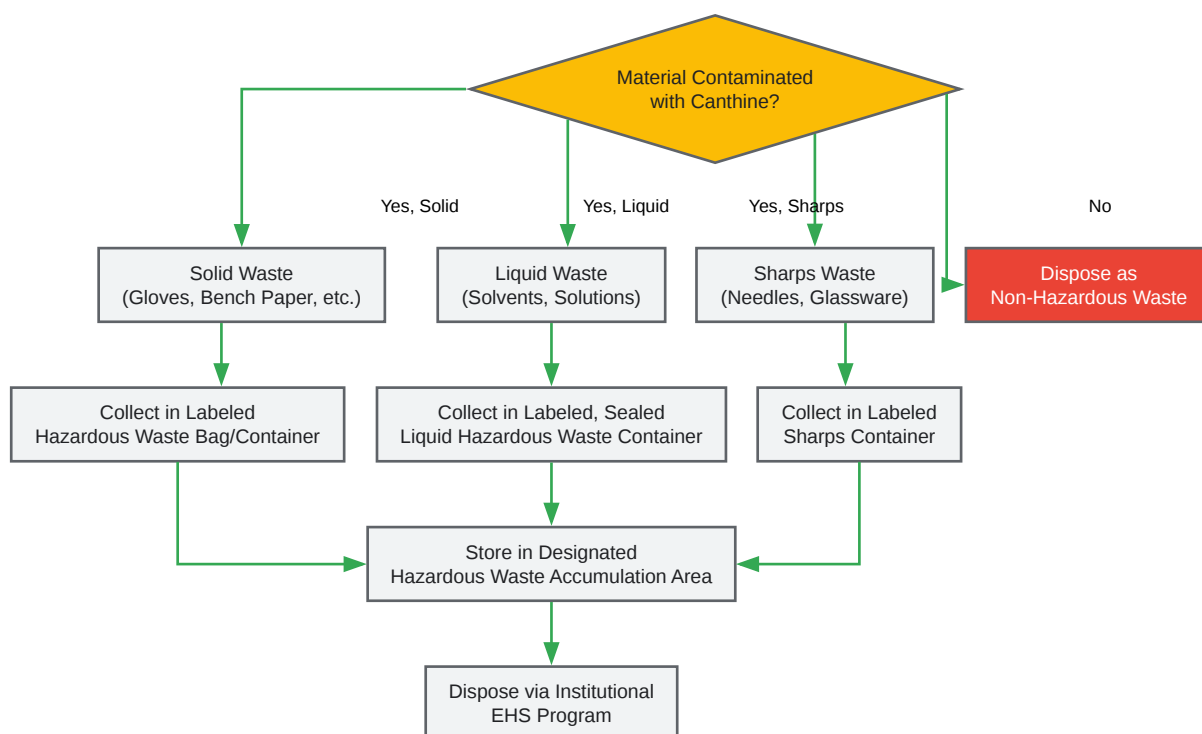 Material Contaminated
with Canthine?
Yes, Solid
Yes, Liquid
Yes, Sharps
No
Solid Waste
(Gloves, Bench Paper, etc.)
Liquid Waste
(Solvents, Solutions)
Sharps Waste
(Needles, Glassware)
Dispose as
Non-Hazardous Waste
Collect in Labeled
Hazardous Waste Bag/Container
Collect in Labeled, Sealed
Liquid Hazardous Waste Container
Collect in Labeled
Sharps Container
Store in Designated
Hazardous Waste Accumulation Area
Dispose via Institutional
EHS Program